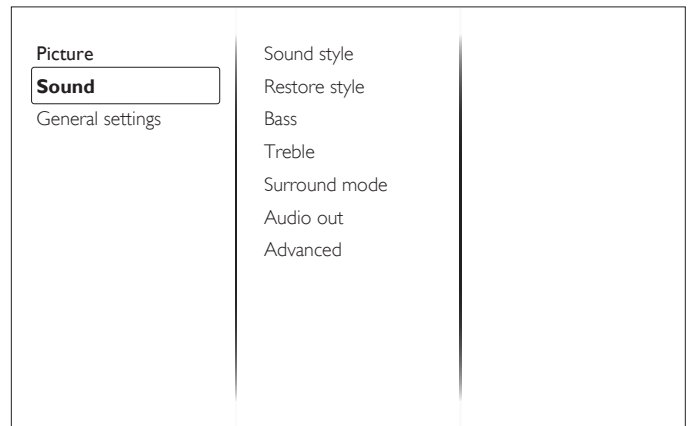 Picture
Sound
General settings
Sound style
Restore style
Bass
Treble
Surround mode
Audio out
Advanced